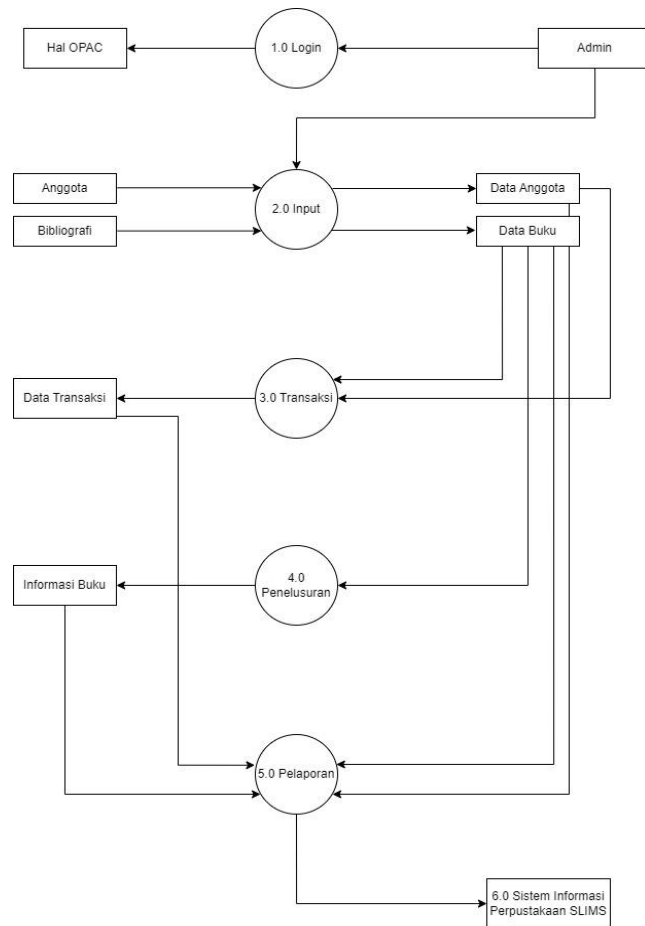 Hal OPAC
1.0 Login
Admin
Anggota
2.0 Input
Data Anggota
Bibliografi
Data Buku
Data Transaksi
3.0 Transaksi
Informasi Buku
4.0
Penelusuran
5.0 Pelaporan
6.0 Sistem Informasi
Perpustakaan SLIMS